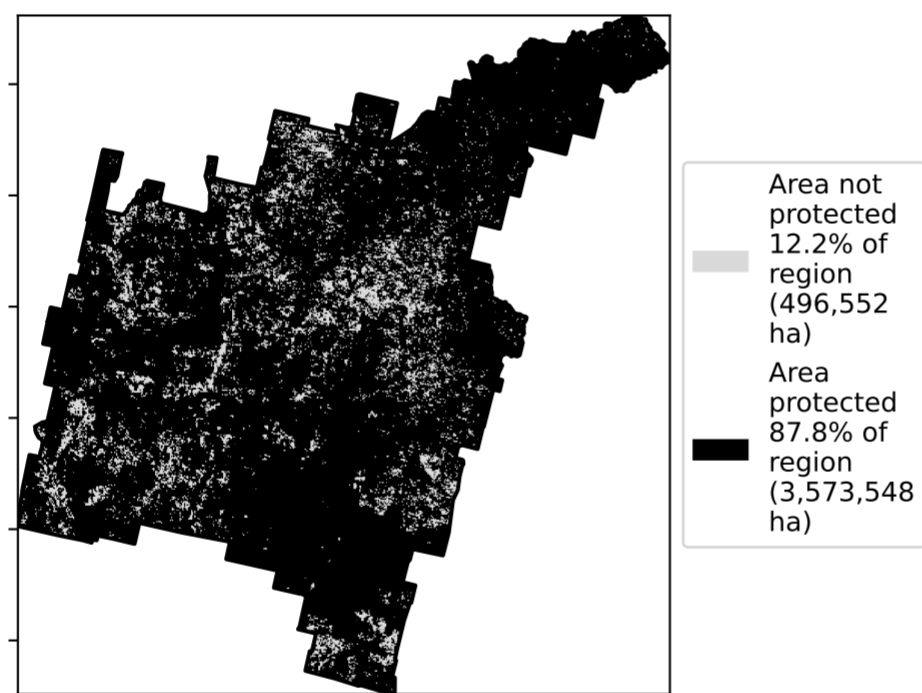 Area not
protected
12.2% of
region
(496,552
ha)
Area
protected
87.8% of
region
(3,573,548
ha)